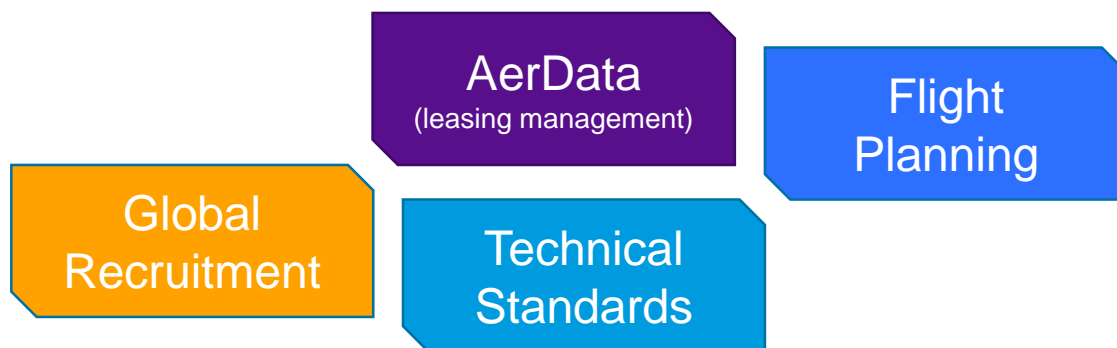 AerData
(leasing management)
Flight
Planning
Global
Recruitment
Technical
Standards